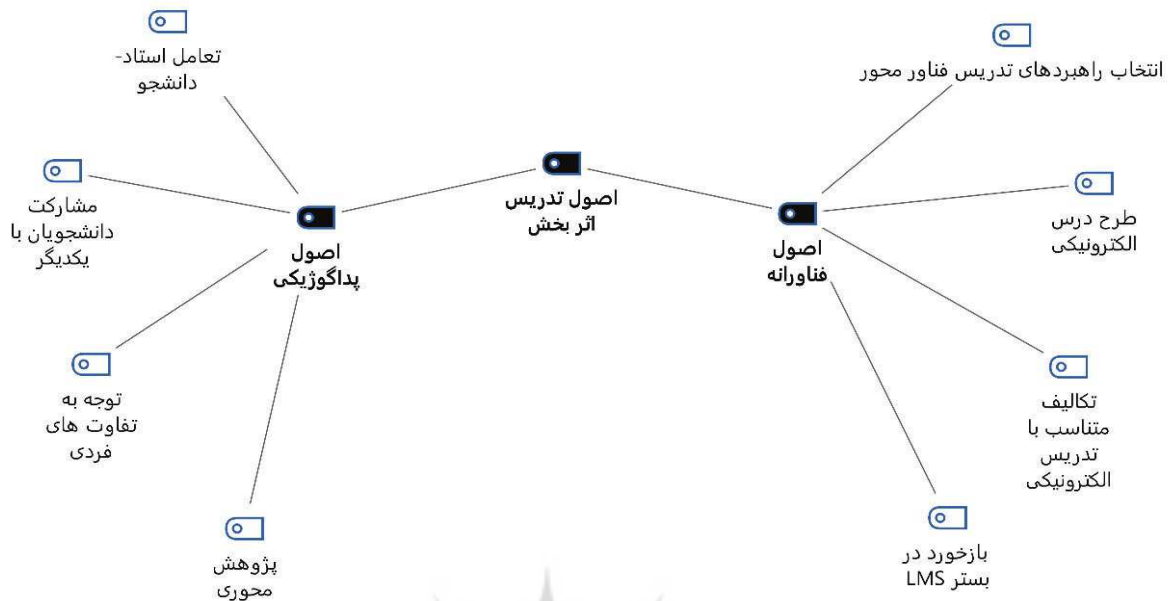 انتخاب راهبردهای تدریس فناور محور
تعامل استاد-
دانشجو
اصول تدریس
اثر بخش
طرح درس
الکترونیکی
مشارکت
دانشجویان با
یکدیگر
اصول
فناورانه
اصول
پداگوژیکی
تکالیف
متناسب با
تدریس
الکترونیکی
توجه به
تفاوت های
فردی
بازخورد در
بستر LMS
پژوهش
محوری